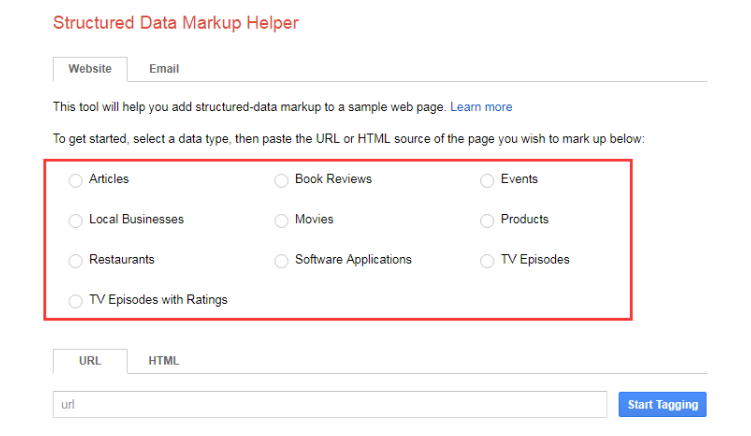 Structured Data Markup Helper
Website Email
This tool will help you add structured-data markup to a sample web page. Learn more
To get started, select a data type, then paste the URL or HTML source of the page you wish to mark up below:
Articles Book Reviews Events
Local Businesses Movies Products
Restaurants Software Applications TV Episodes
TV Episodes with Ratings
URL HTML
url Start Tagging